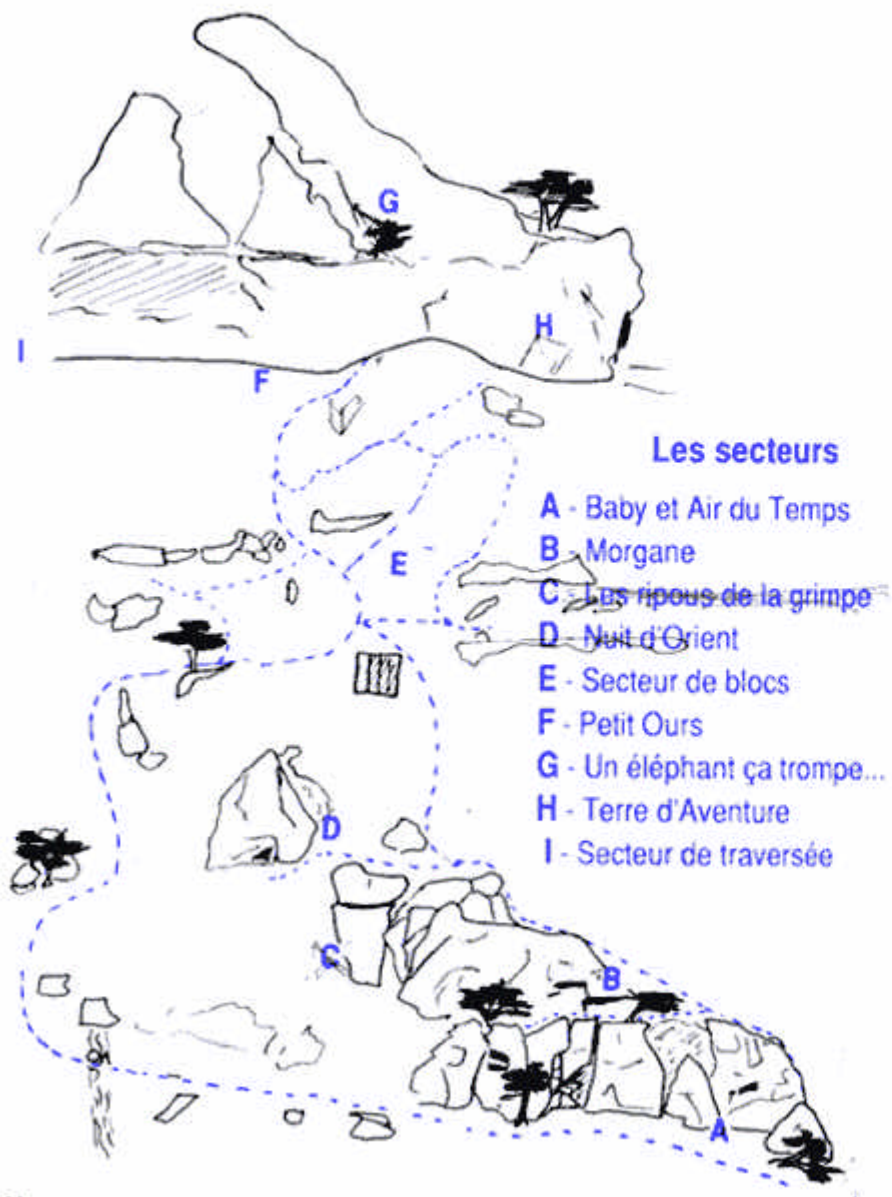 G
H
I
F
Les secteurs
A - Baby et Air du Temps
B - Morgane
E
C - Les ripous de la grimpe
D - Nuit d'Orient
E - Secteur de blocs
F - Petit Ours
G - Un éléphant ça trompe...
H - Terre d'Aventure
I - Secteur de traversée
D
C
B
A